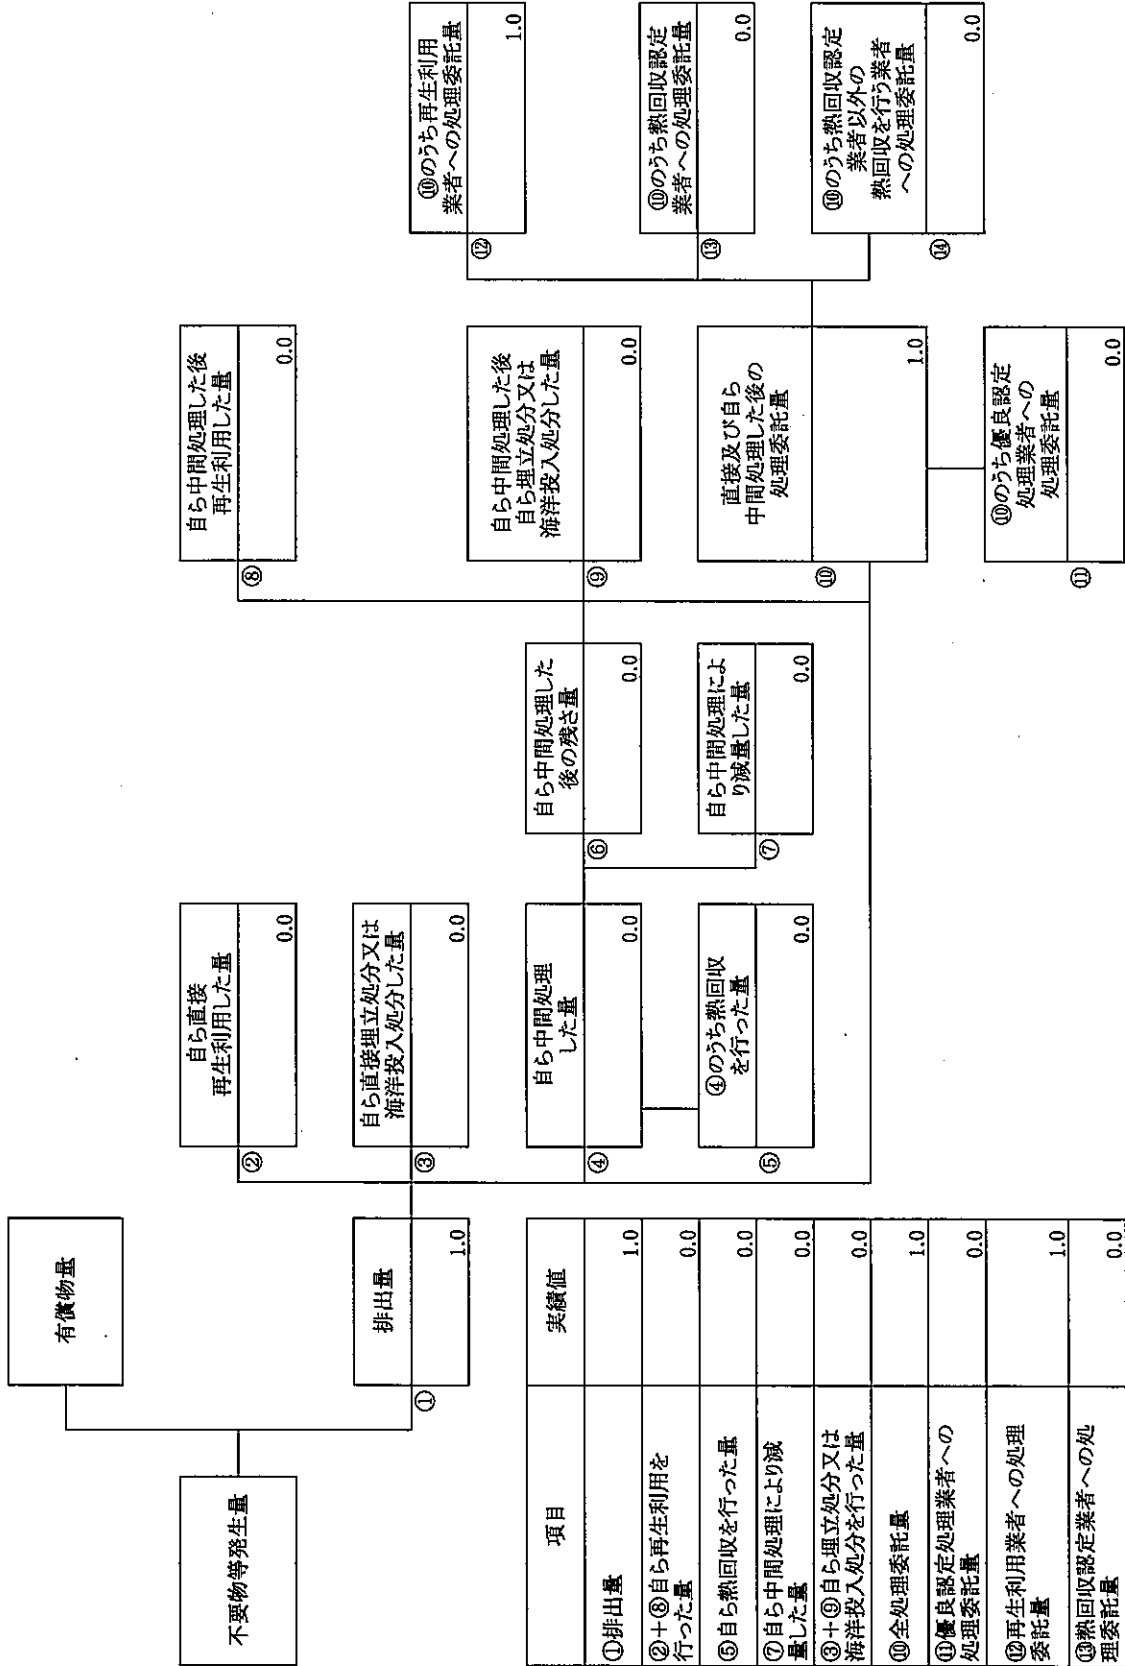 不要物等発生量
有償物量
排出量
①
1.0
自ら直接
再生利用した量
②
0.0
自ら直接埋立処分又は
海洋投入処分した量
③
0.0
自ら中間処理
した量
④
0.0
④のうち熱回収
を行った量
⑤
0.0
自ら中間処理した
後の残さ量
⑥
0.0
自ら中間処理によ
り減量した量
⑦
0.0
自ら中間処理した後
再生利用した量
⑧
0.0
自ら中間処理した後
自ら埋立処分又は
海洋投入処分した量
⑨
0.0
直接及び自ら
中間処理した後の
処理委託量
⑩
1.0
⑩のうち優良認定
処理業者への
処理委託量
⑪
0.0
⑩のうち再生利用
業者への処理委託量
⑫
1.0
⑩のうち熱回収認定
業者への処理委託量
⑬
0.0
⑩のうち熱回収認定
業者以外の
熱回収を行う業者
への処理委託量
⑭
0.0
項目 実績値
①排出量 1.0
②+⑧自ら再生利用を
行った量 0.0
⑤自ら熱回収を行った量 0.0
⑦自ら中間処理により減
量した量 0.0
③+⑨自ら埋立処分又は
海洋投入処分を行った量 0.0
⑩全処理委託量 1.0
⑪優良認定処理業者への
処理委託量 0.0
⑫再生利用業者への処理
委託量 1.0
⑬熱回収認定業者への処
理委託量 0.0